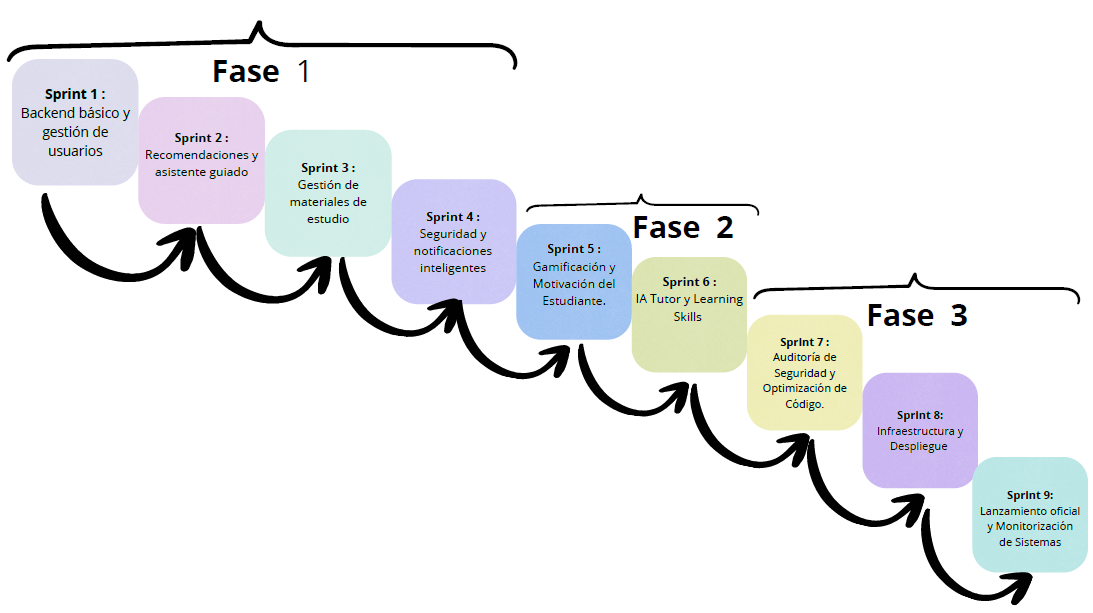 Fase 1
Sprint 1 :
Backend básico y
gestión de
usuarios
Sprint 2 :
Recomendaciones y
asistente guiado
Sprint 3 :
Gestión de
materiales de
estudio
Sprint 4 :
Seguridad y
notificaciones
inteligentes
Fase 2
Sprint 5 :
Gamificación y
Motivación del
Estudiante.
Sprint 6 :
IA Tutor y Learning
Skills
Fase 3
Sprint 7 :
Auditoría de
Seguridad y
Optimización de
Código.
Sprint 8:
Infraestructura y
Despliegue
Sprint 9:
Lanzamiento oficial
y Monitorización
de Sistemas